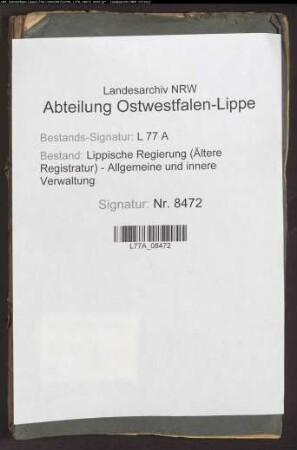 Landesarchiv NRW
Abteilung Ostwestfalen-Lippe
Bestands-Signatur: L 77 A
Bestand: Lippische Regierung (Ältere
Registratur) - Allgemeine und innere
Verwaltung
Signatur: Nr. 8472
L77A_08472